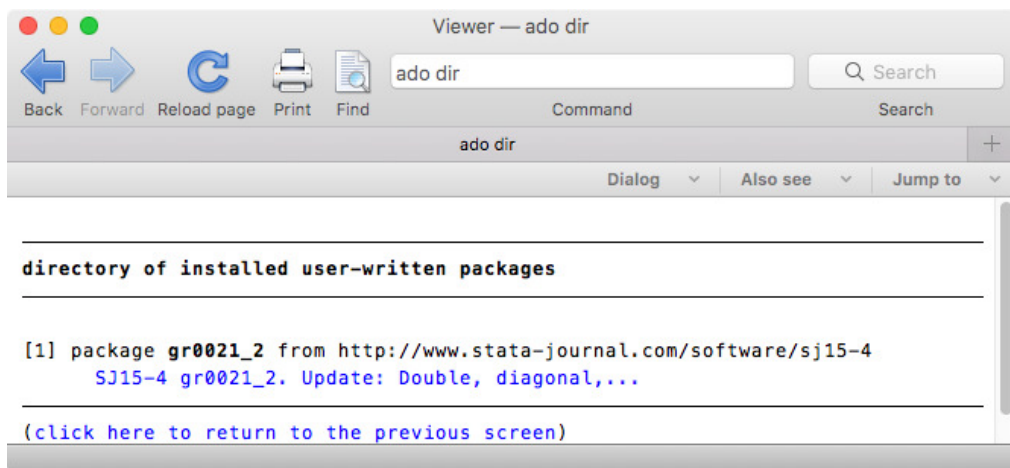 Viewer — ado dir
ado dir
Search
Back Forward Reload page Print Find Command Search
ado dir +
Dialog Also see Jump to
directory of installed user-written packages
[1] package gr0021_2 from http://www.stata-journal.com/software/sj15-4
SJ15-4 gr0021_2. Update: Double, diagonal,...
(click here to return to the previous screen)